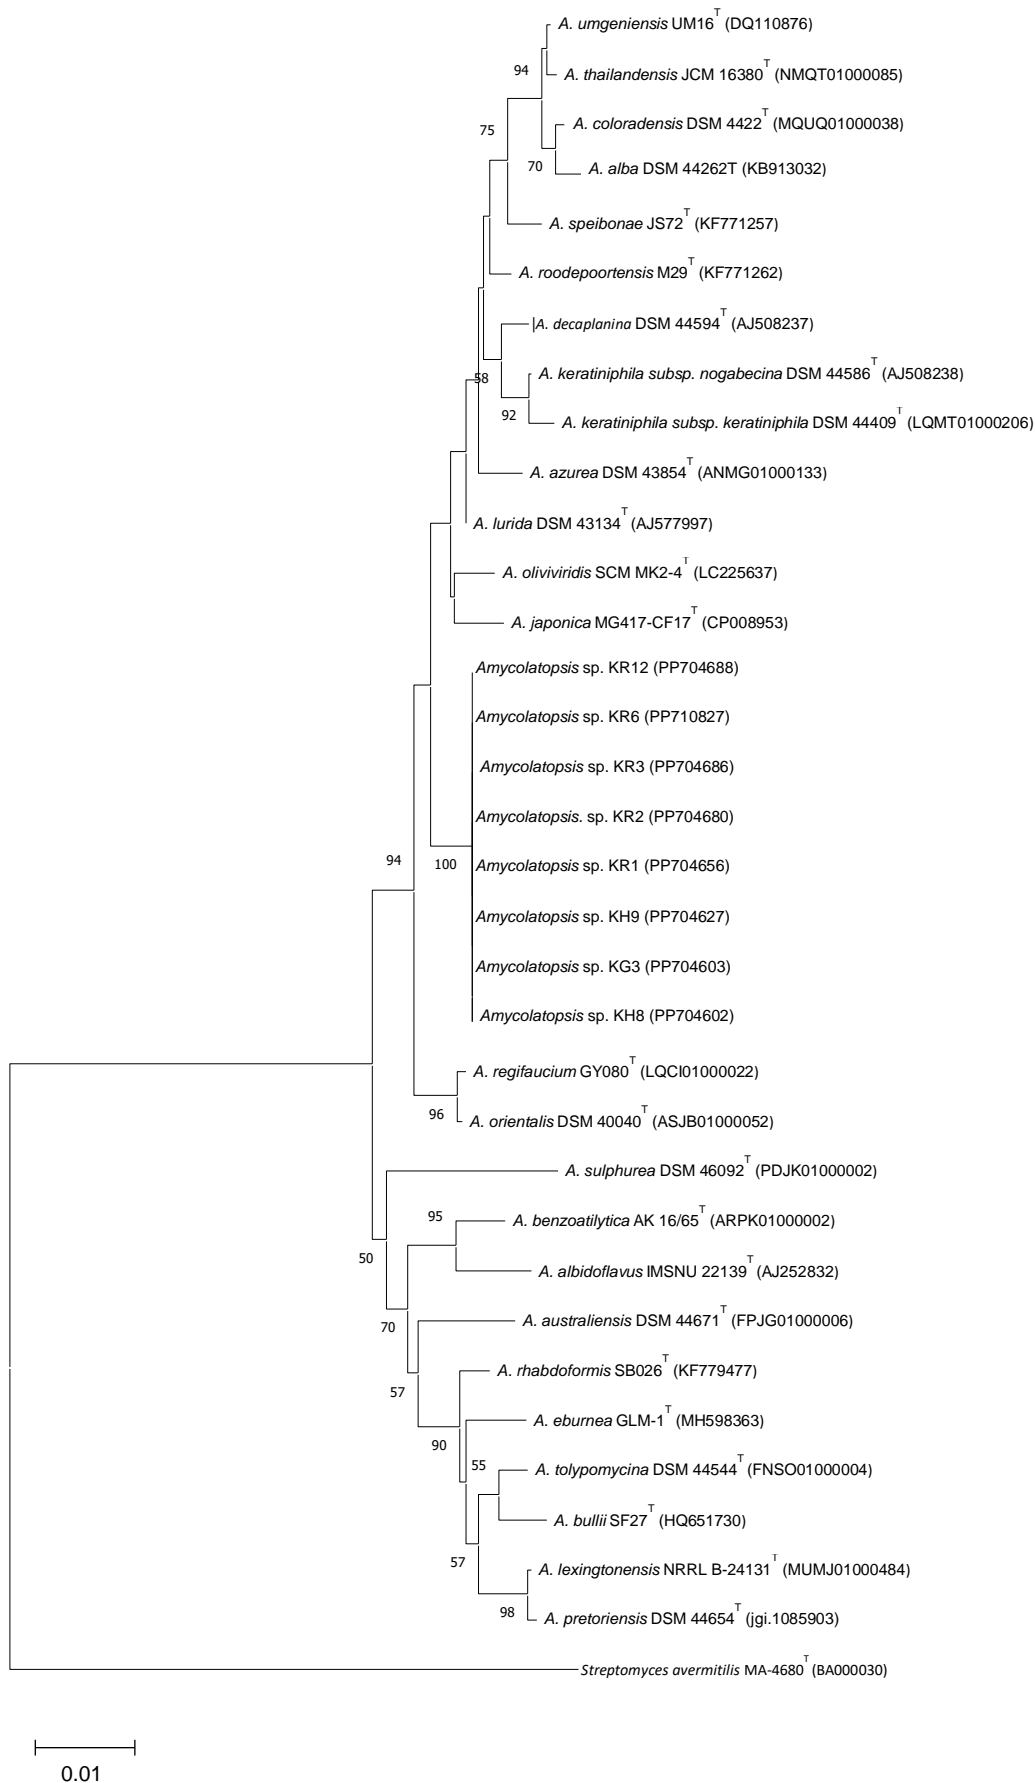 A. umgeniensis UM16T (DQ110876)
94
A. thailandensis JCM 16380T (NMQT01000085)
A. coloradensis DSM 4422T (MQUQ01000038)
75
70
A. alba DSM 44262T (KB913032)
A. speibonae JS72T (KF771257)
A. roodepoortensis M29T (KF771262)
|A. decaplanina DSM 44594T (AJ508237)
58
A. keratiniphila subsp. nogabecina DSM 44586T (AJ508238)
92
A. keratiniphila subsp. keratiniphila DSM 44409T (LQMT01000206)
A. azurea DSM 43854T (ANMG01000133)
A. lurida DSM 43134T (AJ577997)
A. oliviviridis SCM MK2-4T (LC225637)
A. japonica MG417-CF17T (CP008953)
Amycolatopsis sp. KR12 (PP704688)
Amycolatopsis sp. KR6 (PP710827)
Amycolatopsis sp. KR3 (PP704686)
Amycolatopsis. sp. KR2 (PP704680)
94
100
Amycolatopsis sp. KR1 (PP704656)
Amycolatopsis sp. KH9 (PP704627)
Amycolatopsis sp. KG3 (PP704603)
Amycolatopsis sp. KH8 (PP704602)
A. regifaucium GY080T (LQCI01000022)
96
A. orientalis DSM 40040T (ASJB01000052)
A. sulphurea DSM 46092T (PDJK01000002)
95
A. benzoatilytica AK 16/65T (ARPK01000002)
50
A. albidoflavus IMSNU 22139T (AJ252832)
70
A. australiensis DSM 44671T (FPJG01000006)
A. rhabdoformis SB026T (KF779477)
57
A. eburnea GLM-1T (MH598363)
90
55
A. tolypomycina DSM 44544T (FNSO01000004)
A. bullii SF27T (HQ651730)
57
A. lexingtonensis NRRL B-24131T (MUMJ01000484)
98
A. pretoriensis DSM 44654T (jgi.1085903)
Streptomyces avermitilis MA-4680T (BA000030)
0.01